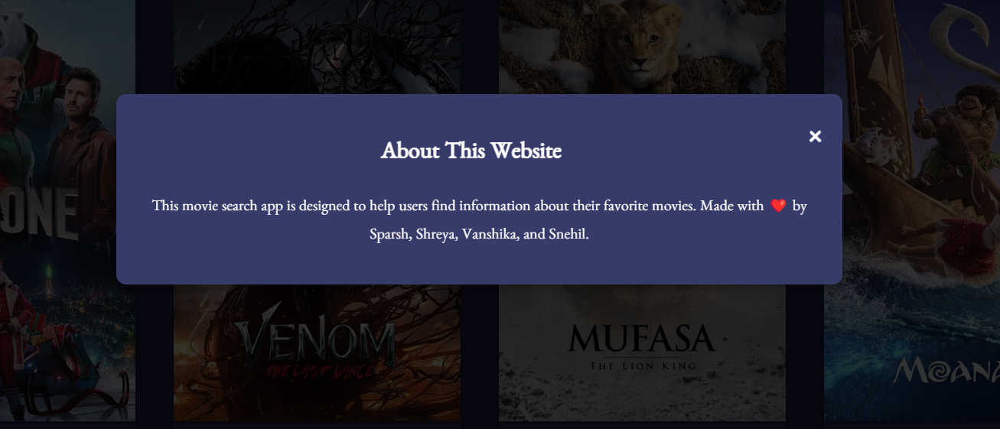 About This Website
This movie search app is designed to help users find information about their favorite movies. Made with ❤️ by
Sparsh, Shreya, Vanshika, and Snehil.
ONE
VENOM
THE LAST DANCE
MUFASA
THE LION KING
MOANA